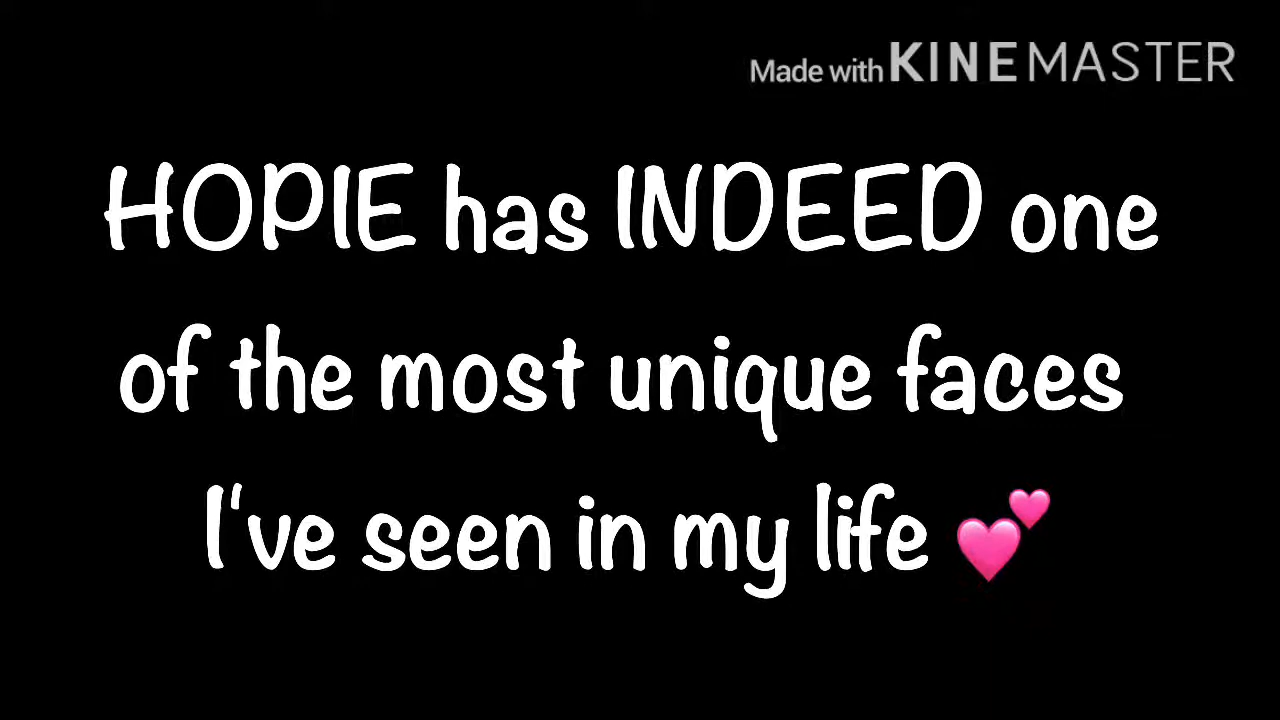 Made with KINEMASTER
HOPIE has INDEED one
of the most unique faces
I've seen in my life 💕